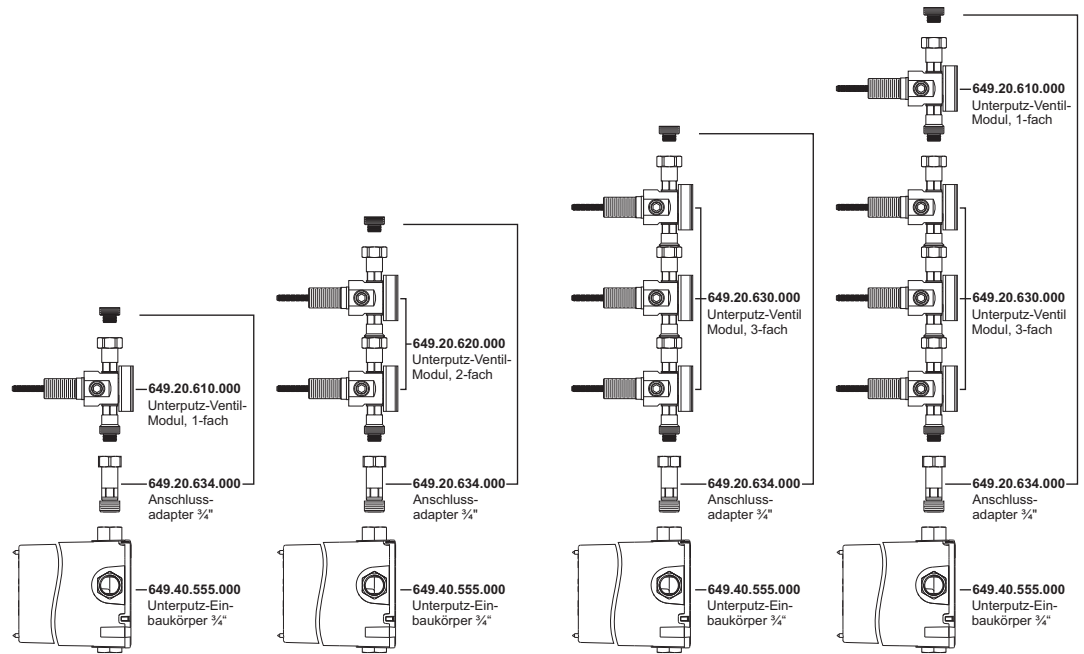 649.20.610.000
Unterputz-Ventil-
Modul, 1-fach
649.20.634.000
Anschluss-
adapter ¾"
649.40.555.000
Unterputz-Ein-
baukörper ¾“
649.20.620.000
Unterputz-Ventil-
Modul, 2-fach
649.20.634.000
Anschluss-
adapter ¾"
649.40.555.000
Unterputz-Ein-
baukörper ¾“
649.20.630.000
Unterputz-Ventil
Modul, 3-fach
649.20.634.000
Anschluss-
adapter ¾"
649.40.555.000
Unterputz-Ein-
baukörper ¾“
649.20.610.000
Unterputz-Ventil-
Modul, 1-fach
649.20.630.000
Unterputz-Ventil
Modul, 3-fach
649.20.634.000
Anschluss-
adapter ¾"
649.40.555.000
Unterputz-Ein-
baukörper ¾“